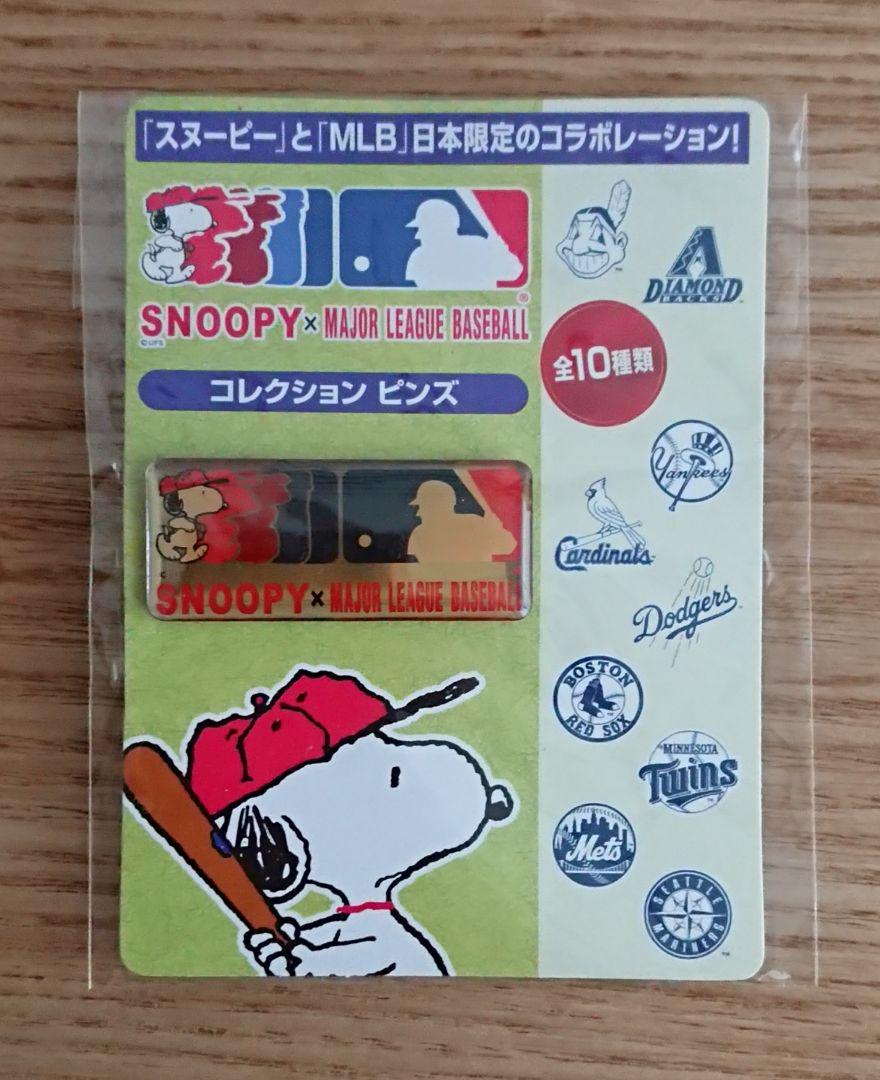 「スヌーピー」と「MLB」日本限定のコラボレーション!
SNOOPY × MAJOR LEAGUE BASEBALL®
©UFS
コレクション ピンズ
SNOOPY × MAJOR LEAGUE BASEBALL
全10種類
A
DIAMOND
BACKS
Yankees
Cardinals
Dodgers
BOSTON
RED SOX
MINNESOTA
Twins
Mets
SEATTLE
MARINERS